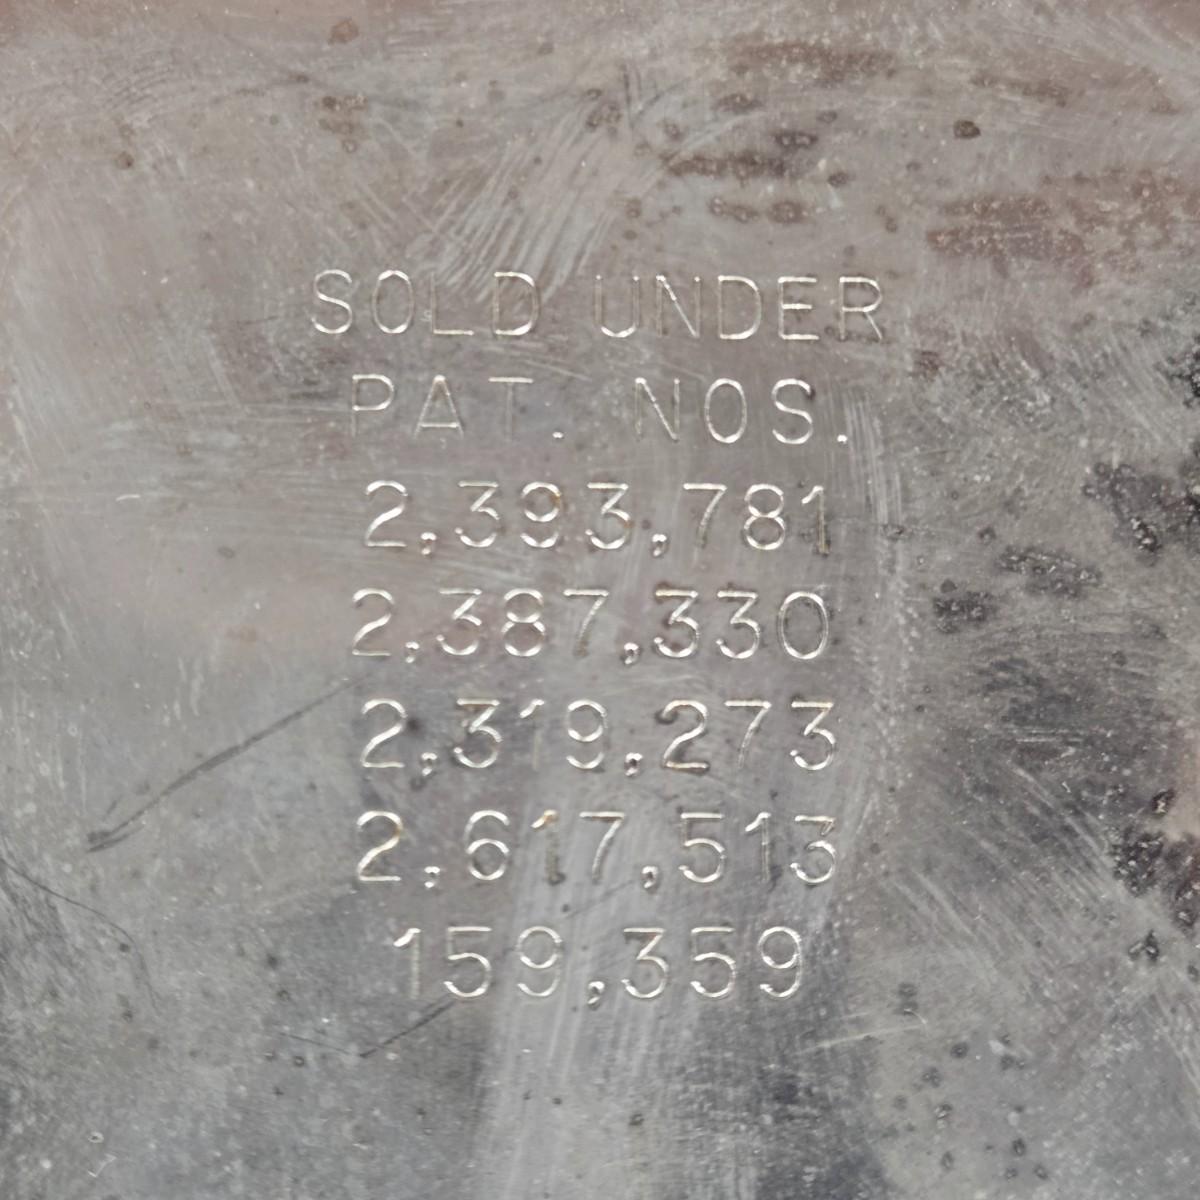 SOLD UNDER
PAT. NOS.
2,393,781
2,387,330
2,319,273
2,617,513
159,359